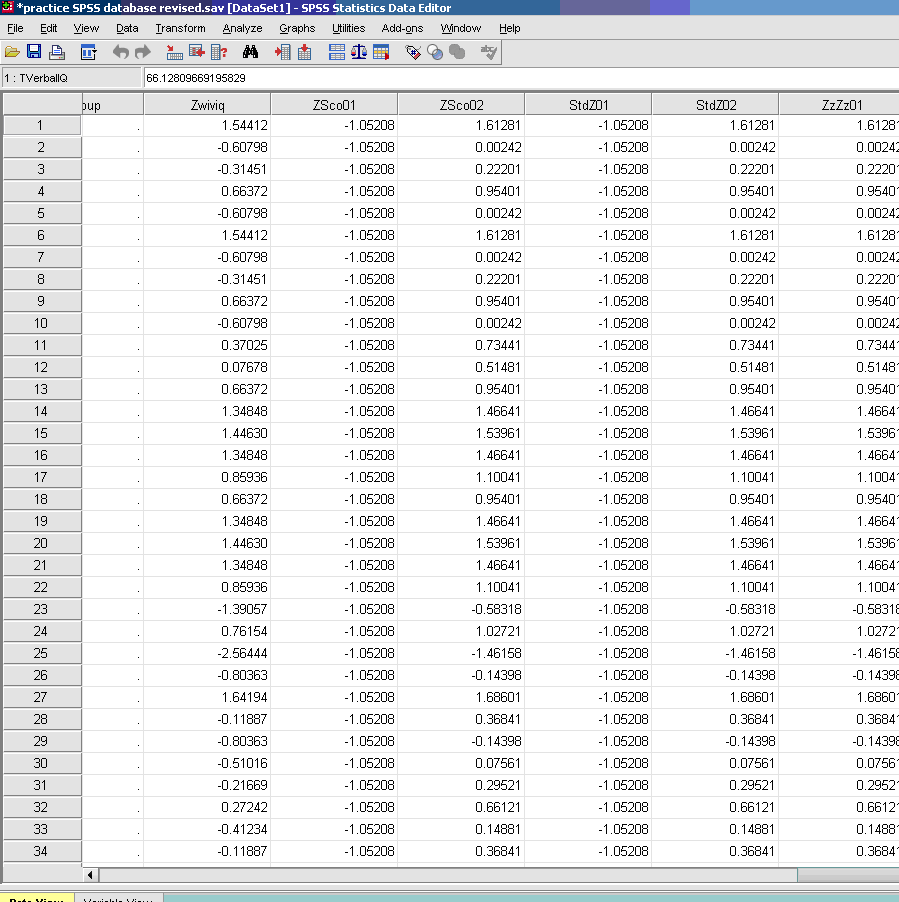 *practice SPSS database revised.sav [DataSet1] - SPSS Statistics Data Editor
File Edit View Data Transform Analyze Graphs Utilities Add-ons Window Help
1 : TVerbalIQ 66.12809669195829
oup Zwiviq ZSco01 ZSco02 StdZ01 StdZ02 ZzZz01
1 . 1.54412 -1.05208 1.61281 -1.05208 1.61281 1.6128
2 . -0.60798 -1.05208 0.00242 -1.05208 0.00242 0.0024
3 . -0.31451 -1.05208 0.22201 -1.05208 0.22201 0.2220
4 . 0.66372 -1.05208 0.95401 -1.05208 0.95401 0.9540
5 . -0.60798 -1.05208 0.00242 -1.05208 0.00242 0.0024
6 . 1.54412 -1.05208 1.61281 -1.05208 1.61281 1.6128
7 . -0.60798 -1.05208 0.00242 -1.05208 0.00242 0.0024
8 . -0.31451 -1.05208 0.22201 -1.05208 0.22201 0.2220
9 . 0.66372 -1.05208 0.95401 -1.05208 0.95401 0.9540
10 . -0.60798 -1.05208 0.00242 -1.05208 0.00242 0.0024
11 . 0.37025 -1.05208 0.73441 -1.05208 0.73441 0.7344
12 . 0.07678 -1.05208 0.51481 -1.05208 0.51481 0.5148
13 . 0.66372 -1.05208 0.95401 -1.05208 0.95401 0.9540
14 . 1.34848 -1.05208 1.46641 -1.05208 1.46641 1.4664
15 . 1.44630 -1.05208 1.53961 -1.05208 1.53961 1.5396
16 . 1.34848 -1.05208 1.46641 -1.05208 1.46641 1.4664
17 . 0.85936 -1.05208 1.10041 -1.05208 1.10041 1.1004
18 . 0.66372 -1.05208 0.95401 -1.05208 0.95401 0.9540
19 . 1.34848 -1.05208 1.46641 -1.05208 1.46641 1.4664
20 . 1.44630 -1.05208 1.53961 -1.05208 1.53961 1.5396
21 . 1.34848 -1.05208 1.46641 -1.05208 1.46641 1.4664
22 . 0.85936 -1.05208 1.10041 -1.05208 1.10041 1.1004
23 . -1.39057 -1.05208 -0.58318 -1.05208 -0.58318 -0.5831
24 . 0.76154 -1.05208 1.02721 -1.05208 1.02721 1.0272
25 . -2.56444 -1.05208 -1.46158 -1.05208 -1.46158 -1.4615
26 . -0.80363 -1.05208 -0.14398 -1.05208 -0.14398 -0.1439
27 . 1.64194 -1.05208 1.68601 -1.05208 1.68601 1.6860
28 . -0.11887 -1.05208 0.36841 -1.05208 0.36841 0.3684
29 . -0.80363 -1.05208 -0.14398 -1.05208 -0.14398 -0.1439
30 . -0.51016 -1.05208 0.07561 -1.05208 0.07561 0.0756
31 . -0.21669 -1.05208 0.29521 -1.05208 0.29521 0.2952
32 . 0.27242 -1.05208 0.66121 -1.05208 0.66121 0.6612
33 . -0.41234 -1.05208 0.14881 -1.05208 0.14881 0.1488
34 . -0.11887 -1.05208 0.36841 -1.05208 0.36841 0.3684
Data View Variable View